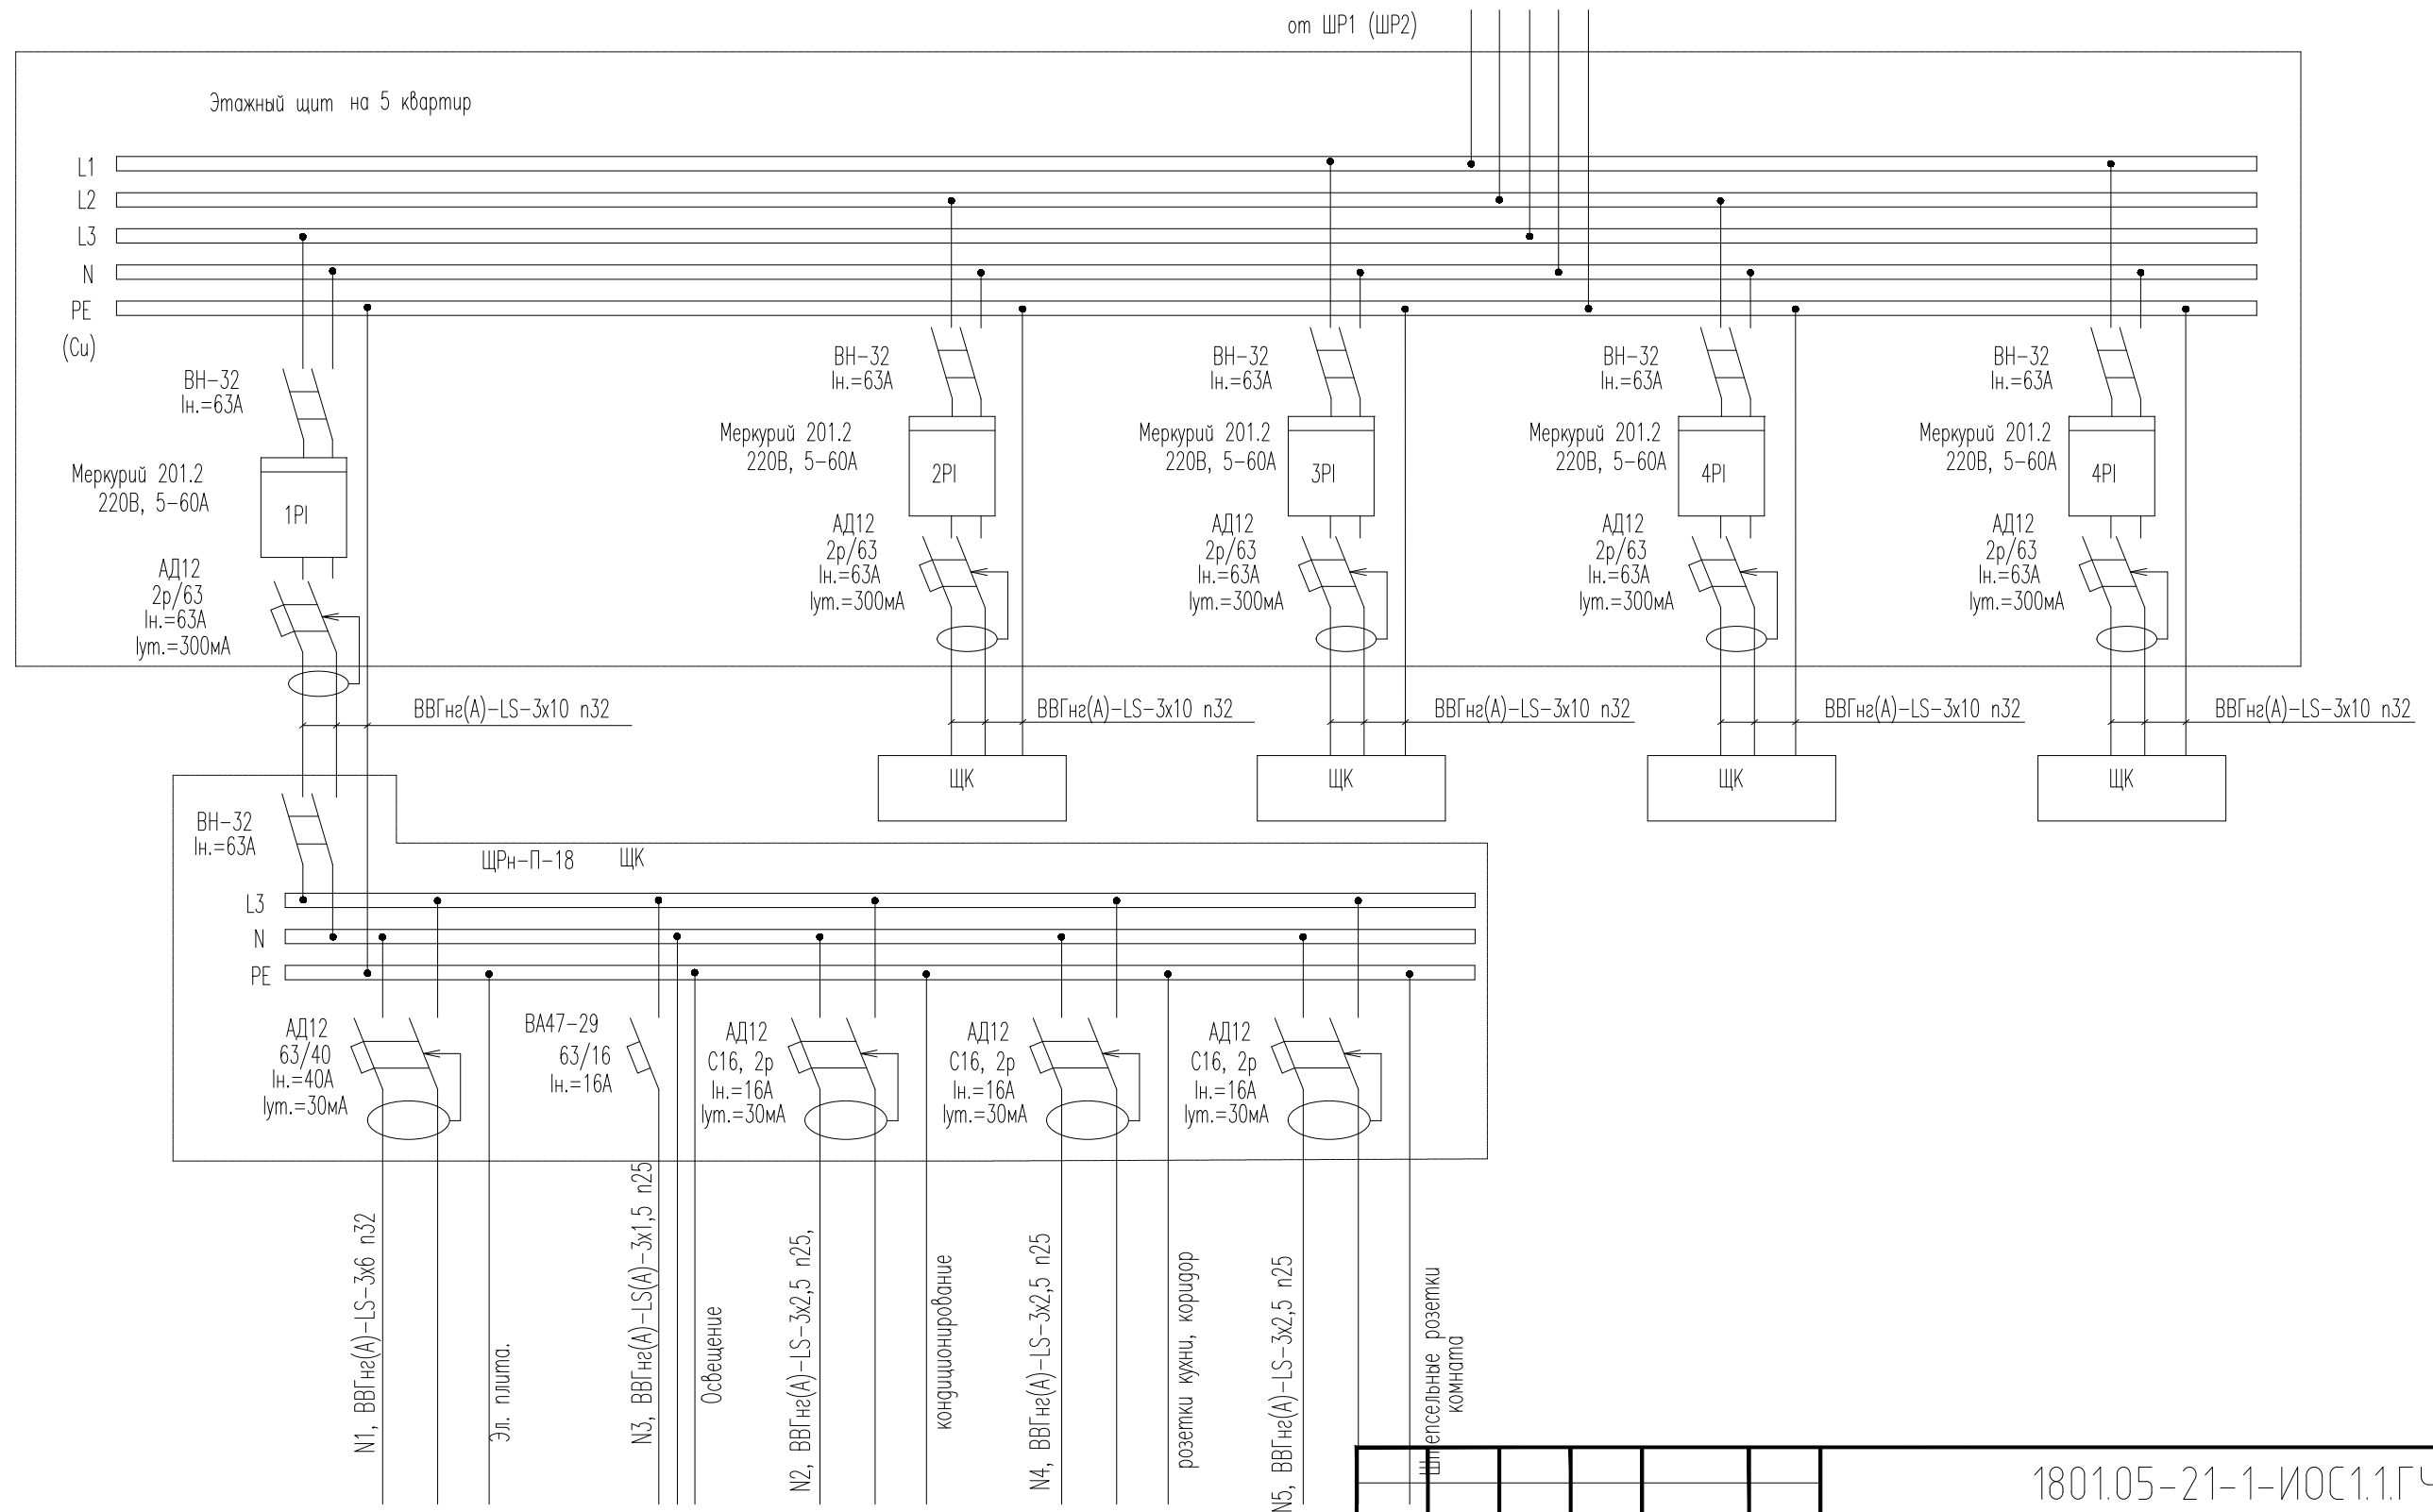 от ШР1 (ШР2)
Этажный щит на 5 квартир
L1
L2
L3
N
PE
(Cu)
ВН-32
Iн.=63А
Меркурий 201.2
220В, 5-60А
1PI
АД12
2р/63
Iн.=63А
Iут.=300мА
ВВГнг(А)-LS-3х10 п32
ВН-32
Iн.=63А
Меркурий 201.2
220В, 5-60А
2PI
АД12
2р/63
Iн.=63А
Iут.=300мА
ВВГнг(А)-LS-3х10 п32
ЩК
ВН-32
Iн.=63А
Меркурий 201.2
220В, 5-60А
3PI
АД12
2р/63
Iн.=63А
Iут.=300мА
ВВГнг(А)-LS-3х10 п32
ЩК
ВН-32
Iн.=63А
Меркурий 201.2
220В, 5-60А
4PI
АД12
2р/63
Iн.=63А
Iут.=300мА
ВВГнг(А)-LS-3х10 п32
ЩК
ВН-32
Iн.=63А
Меркурий 201.2
220В, 5-60А
4PI
АД12
2р/63
Iн.=63А
Iут.=300мА
ВВГнг(А)-LS-3х10 п32
ЩК
ВН-32
Iн.=63А
ЩРн-П-18 ЩК
L3
N
PE
АД12
63/40
Iн.=40А
Iут.=30мА
ВА47-29
63/16
Iн.=16А
АД12
С16, 2р
Iн.=16А
Iут.=30мА
АД12
С16, 2р
Iн.=16А
Iут.=30мА
АД12
С16, 2р
Iн.=16А
Iут.=30мА
N1, ВВГнг(А)-LS-3х6 п32
Эл. плита.
N3, ВВГнг(А)-LS(А)-3х1,5 п25
Освещение
N2, ВВГнг(А)-LS-3х2,5 п25,
кондиционирование
N4, ВВГнг(А)-LS-3х2,5 п25
розетки кухни, коридор
N5, ВВГнг(А)-LS-3х2,5 п25
Штепсельные розетки
комната
1801.05-21-1-ИОС1.1.ГЧ